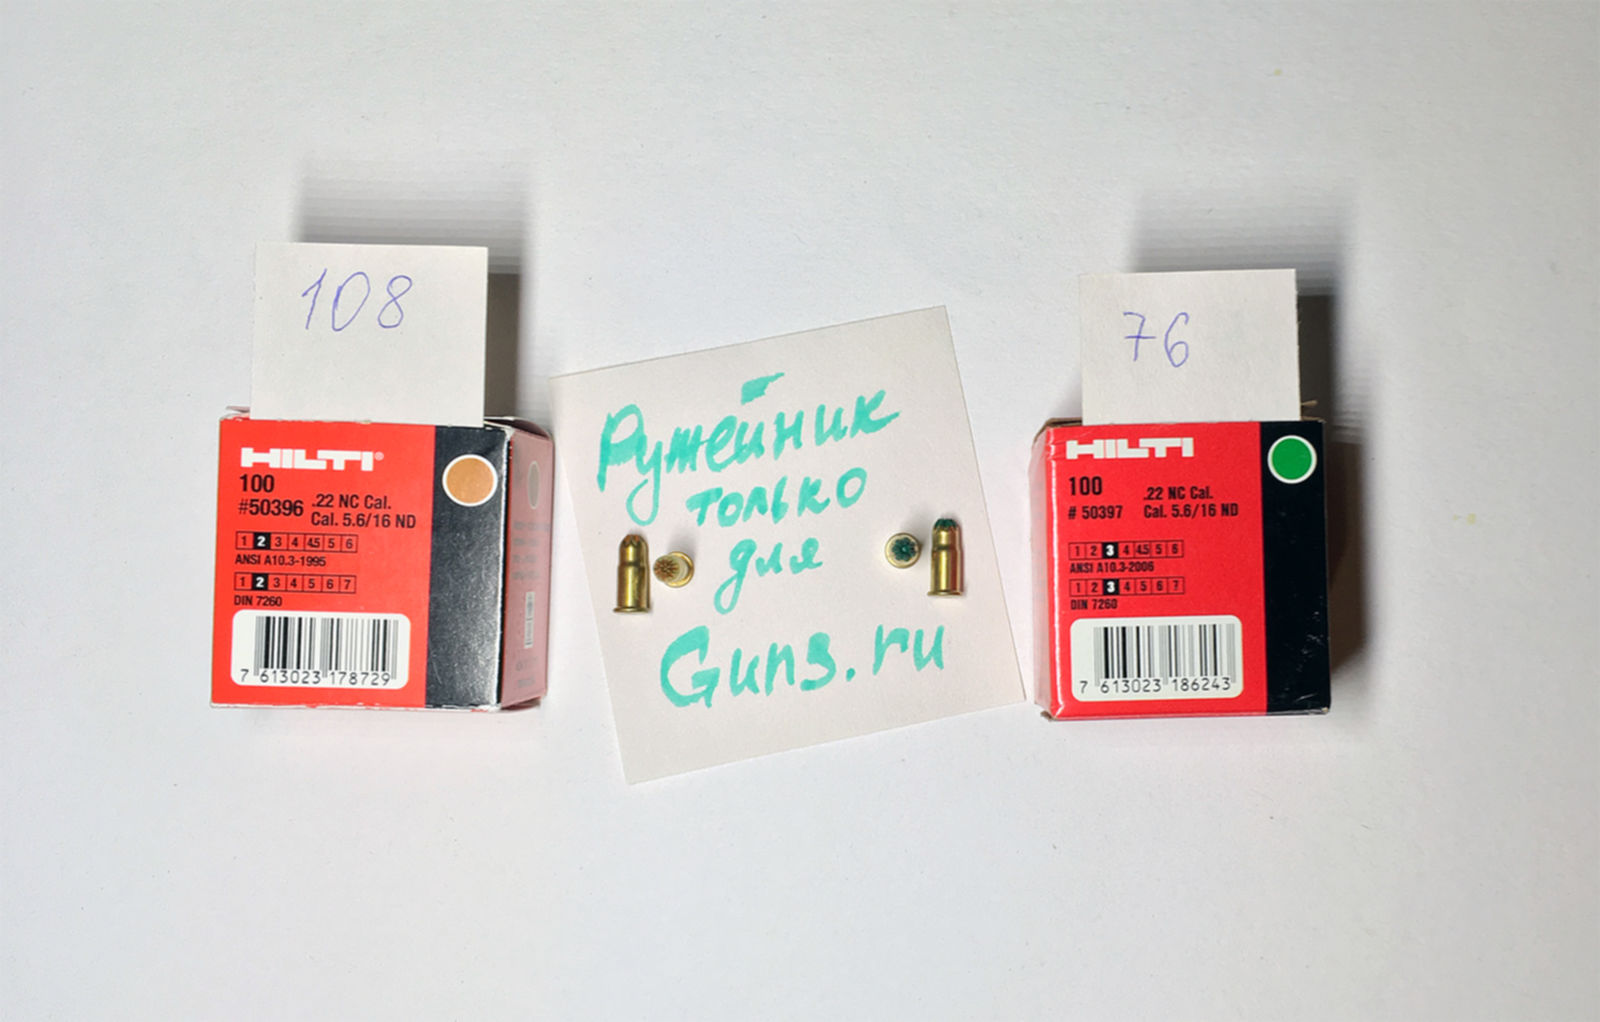 108
HILTI®
100
#50396 .22 NC Cal.
Cal. 5.6/16 ND
1 2 3 4 4.5 5 6
ANSI A10.3-1995
1 2 3 4 5 6 7
DIN 7260
7 613023 178729
Ружейник
только
для
Guns.ru
76
HILTI
100 .22 NC Cal.
# 50397 Cal. 5.6/16 ND
1 2 3 4 4.5 5 6
ANSI A10.3-2006
1 2 3 4 5 6 7
DIN 7260
7 613023 186243